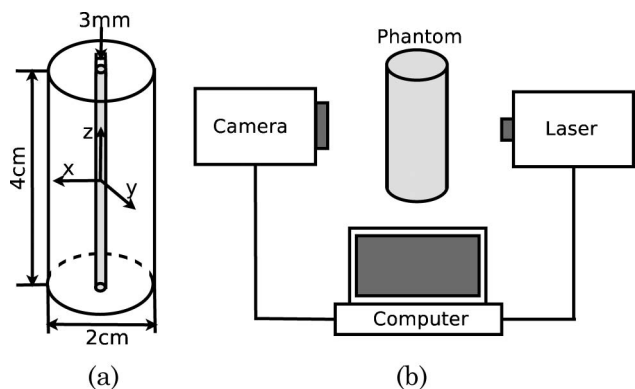 3mm
4cm
z
x
y
2cm
(a)
Phantom
Camera
Laser
Computer
(b)